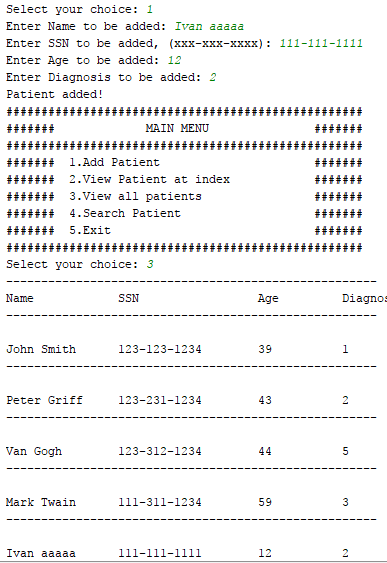 Select your choice: 1
Enter Name to be added: Ivan aaaaa
Enter SSN to be added, (xxx-xxx-xxxx): 111-111-1111
Enter Age to be added: 12
Enter Diagnosis to be added: 2
Patient added!
###################################################
####### MAIN MENU #######
###################################################
####### 1.Add Patient #######
####### 2.View Patient at index #######
####### 3.View all patients #######
####### 4.Search Patient #######
####### 5.Exit #######
###################################################
Select your choice: 3
-----------------------------------------------------
Name SSN Age Diagnos
-----------------------------------------------------
John Smith 123-123-1234 39 1
-----------------------------------------------------
Peter Griff 123-231-1234 43 2
-----------------------------------------------------
Van Gogh 123-312-1234 44 5
-----------------------------------------------------
Mark Twain 111-311-1234 59 3
-----------------------------------------------------
Ivan aaaaa 111-111-1111 12 2